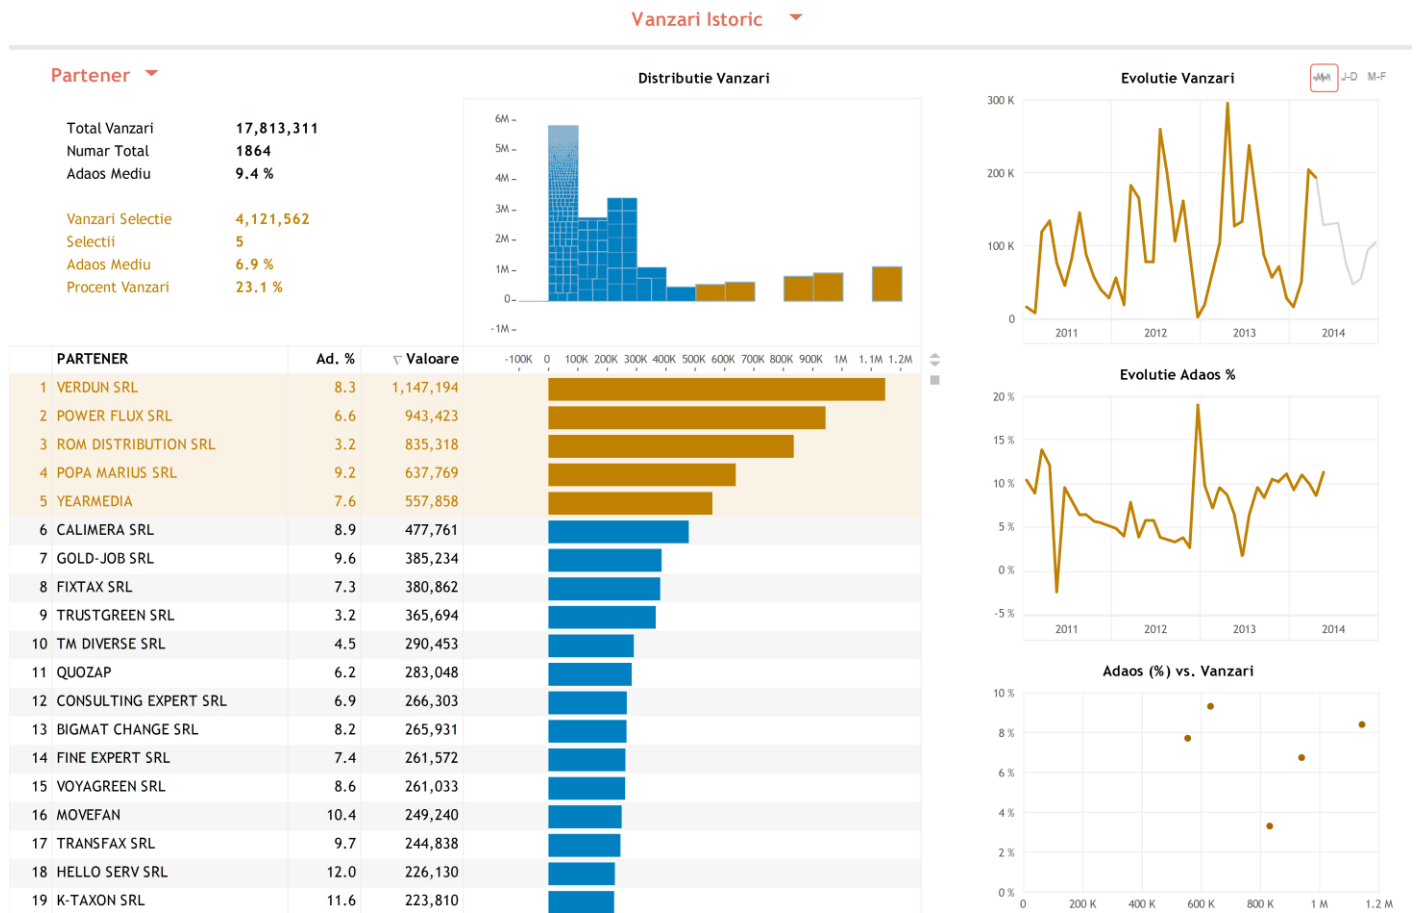 Vanzari Istoric
Partener
Total Vanzari 17,813,311
Numar Total 1864
Adaos Mediu 9.4 %
Vanzari Selectie 4,121,562
Selectii 5
Adaos Mediu 6.9 %
Procent Vanzari 23.1 %
Distributie Vanzari
6M
5M
4M
3M
2M
1M
0
-1M
PARTENER Ad. % Valoare
-100K 0 100K 200K 300K 400K 500K 600K 700K 800K 900K 1M 1.1M 1.2M
1 VERDUN SRL 8.3 1,147,194
2 POWER FLUX SRL 6.6 943,423
3 ROM DISTRIBUTION SRL 3.2 835,318
4 POPA MARIUS SRL 9.2 637,769
5 YEARMEDIA 7.6 557,858
6 CALIMERA SRL 8.9 477,761
7 GOLD-JOB SRL 9.6 385,234
8 FIXTAX SRL 7.3 380,862
9 TRUSTGREEN SRL 3.2 365,694
10 TM DIVERSE SRL 4.5 290,453
11 QUOZAP 6.2 283,048
12 CONSULTING EXPERT SRL 6.9 266,303
13 BIGMAT CHANGE SRL 8.2 265,931
14 FINE EXPERT SRL 7.4 261,572
15 VOYAGREEN SRL 8.6 261,033
16 MOVEFAN 10.4 249,240
17 TRANSFAX SRL 9.7 244,838
18 HELLO SERV SRL 12.0 226,130
19 K-TAXON SRL 11.6 223,810
Evolutie Vanzari
J-D M-F
300 K
200 K
100 K
0
2011 2012 2013 2014
Evolutie Adaos %
20 %
15 %
10 %
5 %
0 %
-5 %
2011 2012 2013 2014
Adaos (%) vs. Vanzari
10 %
8 %
6 %
4 %
2 %
0 %
0 200 K 400 K 600 K 800 K 1 M 1.2 M